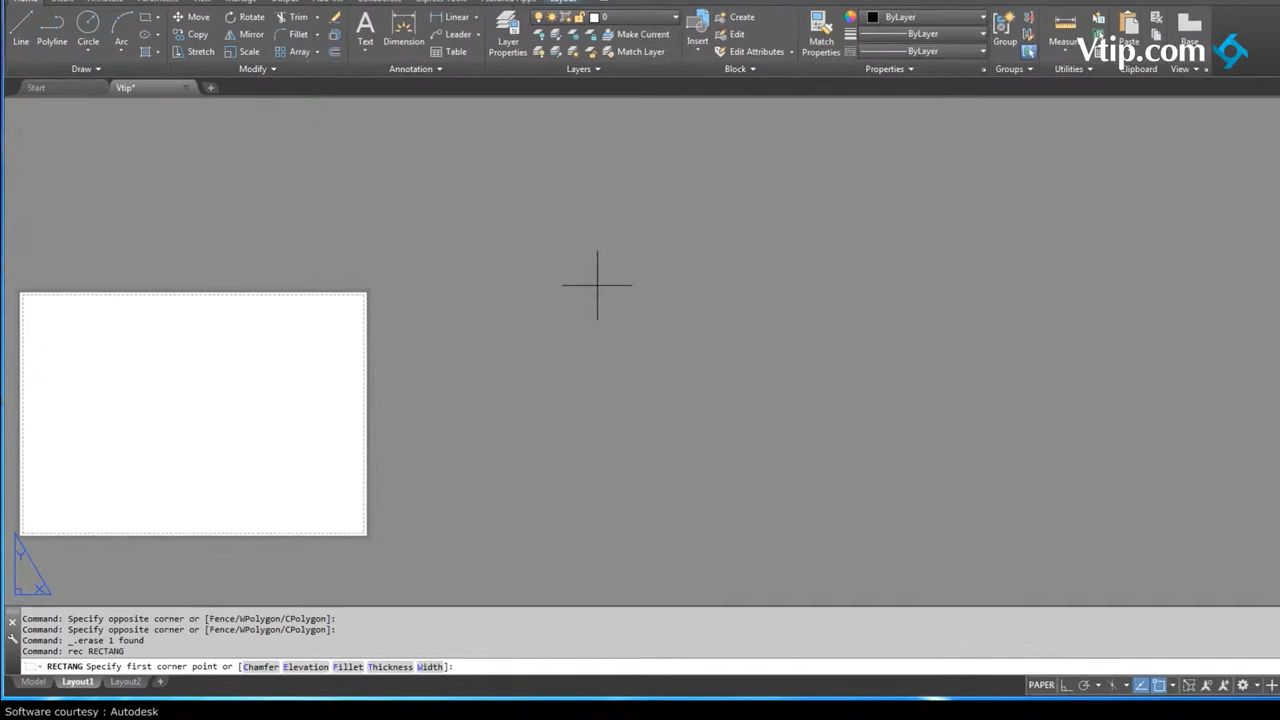 Move Rotate Trim Linear 0 Create ByLayer
Copy Mirror Fillet Leader Make Current Edit ByLayer
Line Polyline Circle Arc Stretch Scale Array Text Dimension Table Layer Properties Match Layer Insert Edit Attributes Match Properties ByLayer Group Measure Paste Base
Vtip.com
Draw Modify Annotation Layers Block Properties Groups Utilities Clipboard View
Start Vtip* +
Y
X
Command: Specify opposite corner or [Fence/WPolygon/CPolygon]:
Command: Specify opposite corner or [Fence/WPolygon/CPolygon]:
Command: _.erase 1 found
Command: rec RECTANG
RECTANG Specify first corner point or [Chamfer Elevation Fillet Thickness Width]:
Model Layout1 Layout2 + PAPER
Software courtesy : Autodesk